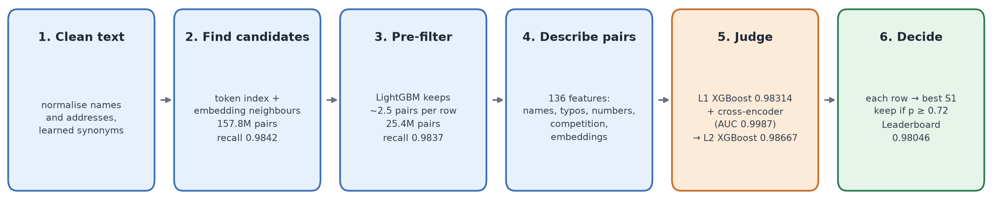 1. Clean text
normalise names
and addresses,
learned synonyms
2. Find candidates
token index +
embedding neighbours
157.8M pairs
recall 0.9842
3. Pre-filter
LightGBM keeps
~2.5 pairs per row
25.4M pairs
recall 0.9837
4. Describe pairs
136 features:
names, typos, numbers,
competition,
embeddings
5. Judge
L1 XGBoost 0.98314
+ cross-encoder
(AUC 0.9987)
→ L2 XGBoost 0.98667
6. Decide
each row → best S1
keep if p ≥ 0.72
Leaderboard
0.98046